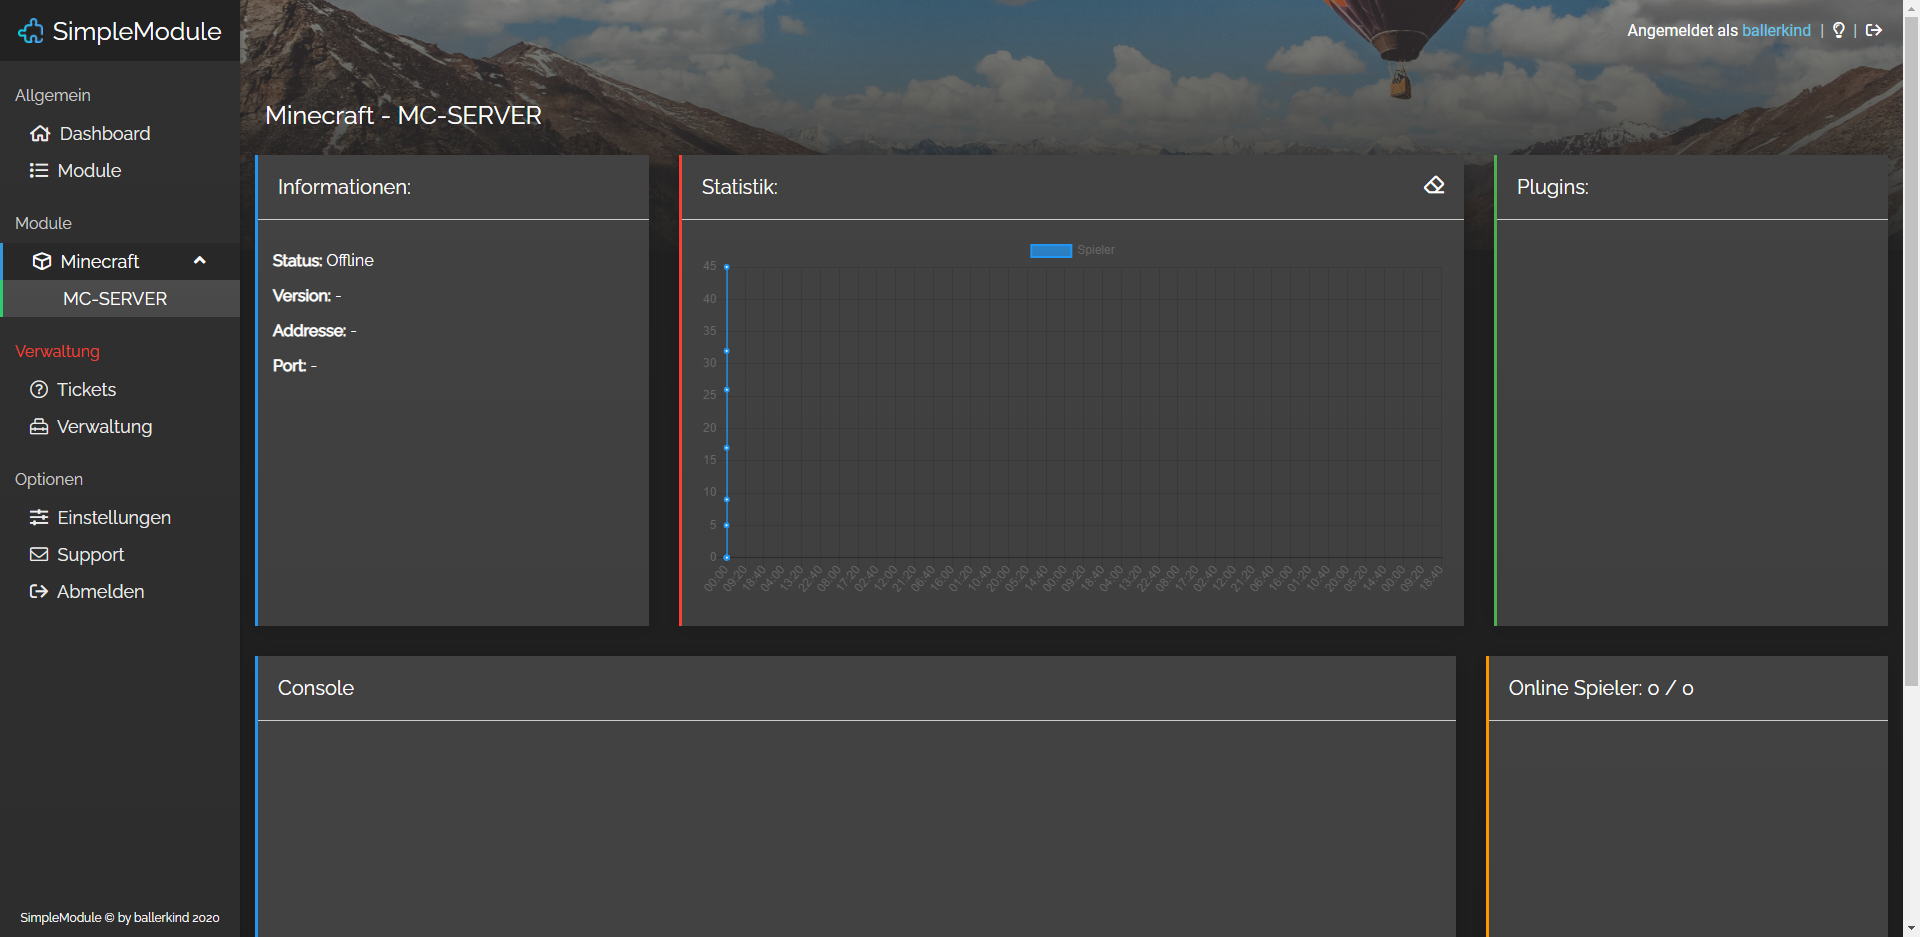 SimpleModule
Angemeldet als ballerkind | |
Allgemein
Dashboard
Module
Module
Minecraft
MC-SERVER
Verwaltung
Tickets
Verwaltung
Optionen
Einstellungen
Support
Abmelden
SimpleModule © by ballerkind 2020
Minecraft - MC-SERVER
Informationen:
Status: Offline
Version: -
Addresse: -
Port: -
Statistik:
Spieler
45
40
35
30
25
20
15
10
5
0
00:00 09:20 18:40 04:00 13:20 22:40 08:00 17:20 02:40 12:00 21:20 06:40 16:00 01:20 10:40 20:00 05:20 14:40 00:00 09:20 18:40 04:00 13:20 22:40 08:00 17:20 02:40 12:00 21:20 06:40 16:00 01:20 10:40 20:00 05:20 14:40 00:00 09:20 18:40
Plugins:
Console
Online Spieler: 0 / 0